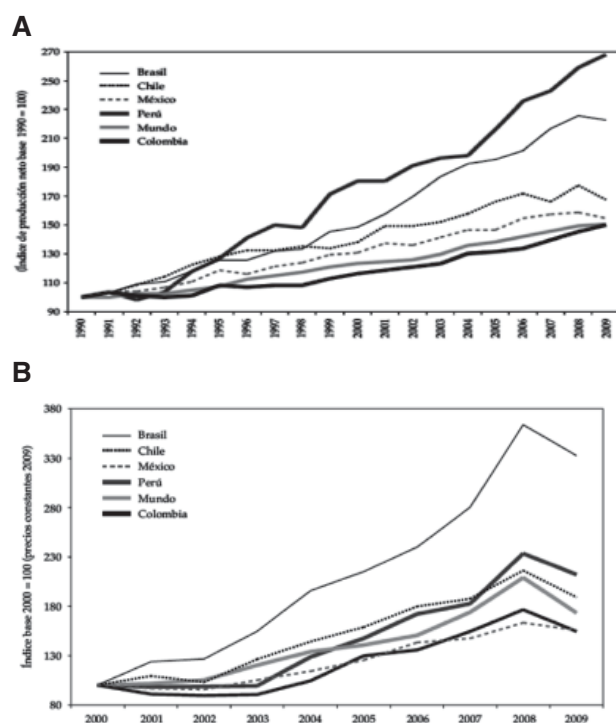 A
(Índice de producción neto base 1990 = 100)
270
250
230
210
190
170
150
130
110
90
Brasil
Chile
México
Perú
Mundo
Colombia
1990 1991 1992 1993 1994 1995 1996 1997 1998 1999 2000 2001 2002 2003 2004 2005 2006 2007 2008 2009
B
Índice base 2000 = 100 (precios constantes 2009)
380
330
280
230
180
130
80
Brasil
Chile
México
Perú
Mundo
Colombia
2000 2001 2002 2003 2004 2005 2006 2007 2008 2009